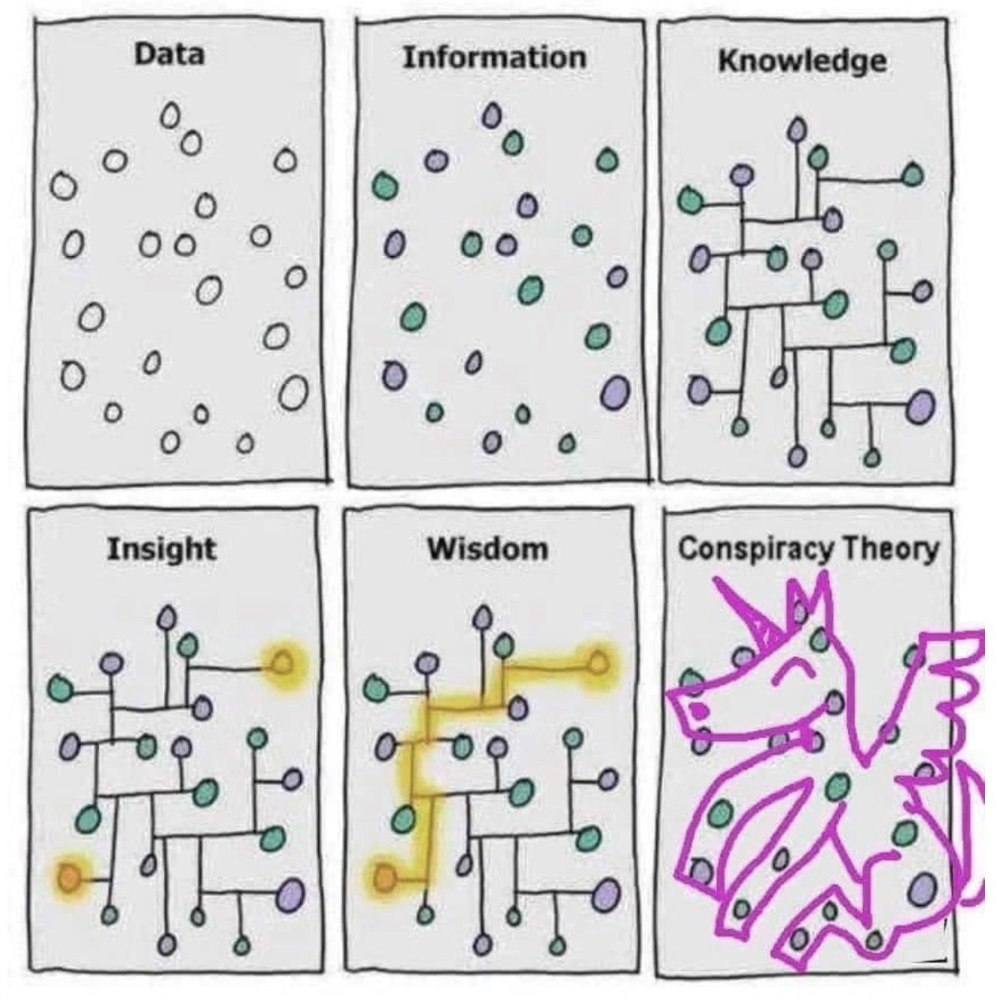 Data
Information
Knowledge
Insight
Wisdom
Conspiracy Theory